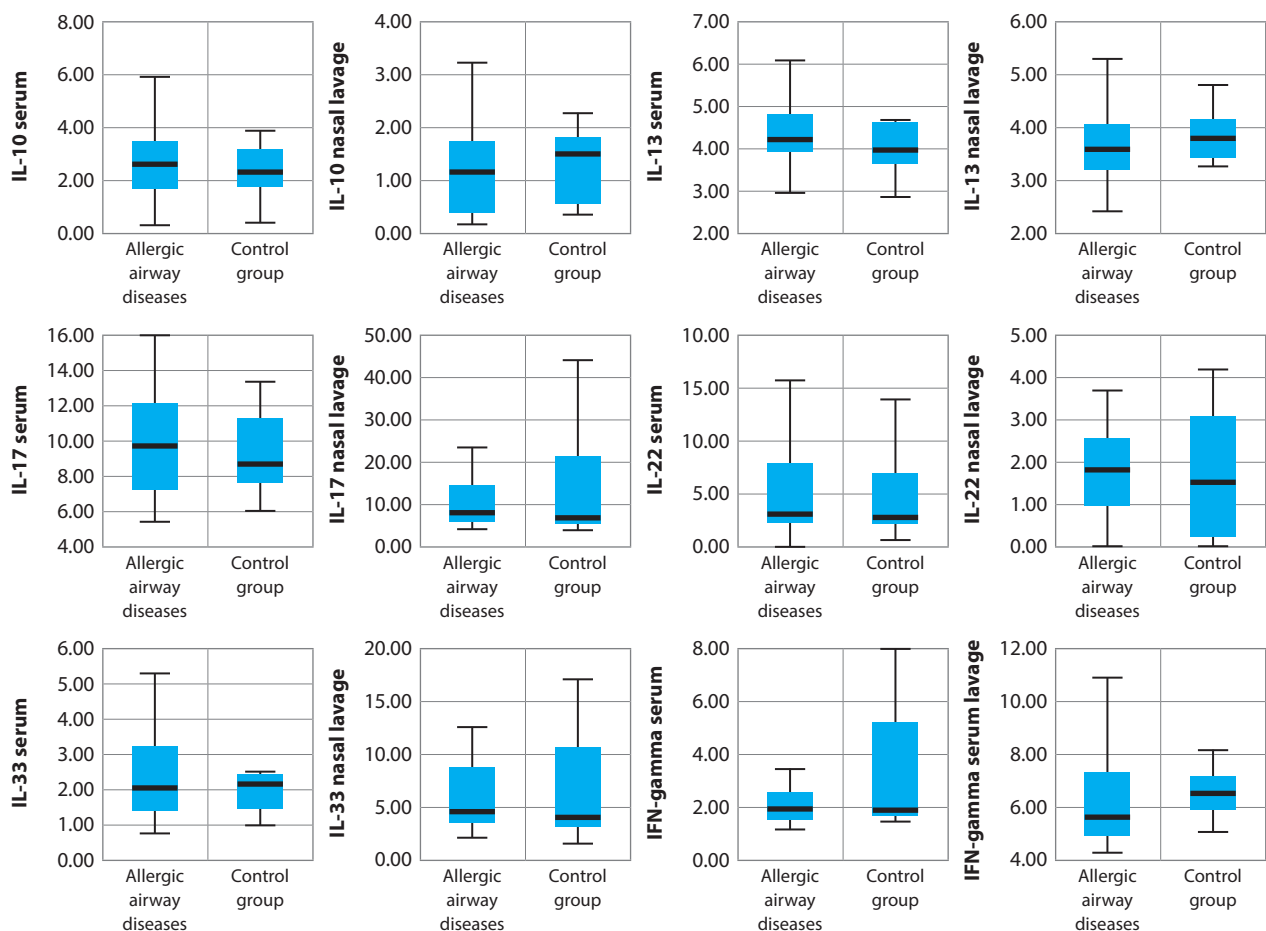 IL-10 serum
8.00
6.00
4.00
2.00
0.00
Allergic
airway
diseases
Control
group
IL-10 nasal lavage
4.00
3.00
2.00
1.00
0.00
Allergic
airway
diseases
Control
group
IL-13 serum
7.00
6.00
5.00
4.00
3.00
2.00
Allergic
airway
diseases
Control
group
IL-13 nasal lavage
6.00
5.00
4.00
3.00
2.00
Allergic
airway
diseases
Control
group
IL-17 serum
16.00
14.00
12.00
10.00
8.00
6.00
4.00
Allergic
airway
diseases
Control
group
IL-17 nasal lavage
50.00
40.00
30.00
20.00
10.00
0.00
Allergic
airway
diseases
Control
group
IL-22 serum
10.00
15.00
10.00
5.00
0.00
Allergic
airway
diseases
Control
group
IL-22 nasal lavage
5.00
4.00
3.00
2.00
1.00
0.00
Allergic
airway
diseases
Control
group
IL-33 serum
6.00
5.00
4.00
3.00
2.00
1.00
0.00
Allergic
airway
diseases
Control
group
IL-33 nasal lavage
20.00
15.00
10.00
5.00
0.00
Allergic
airway
diseases
Control
group
IFN-gamma serum
8.00
6.00
4.00
2.00
0.00
Allergic
airway
diseases
Control
group
IFN-gamma serum lavage
12.00
10.00
8.00
6.00
4.00
Allergic
airway
diseases
Control
group